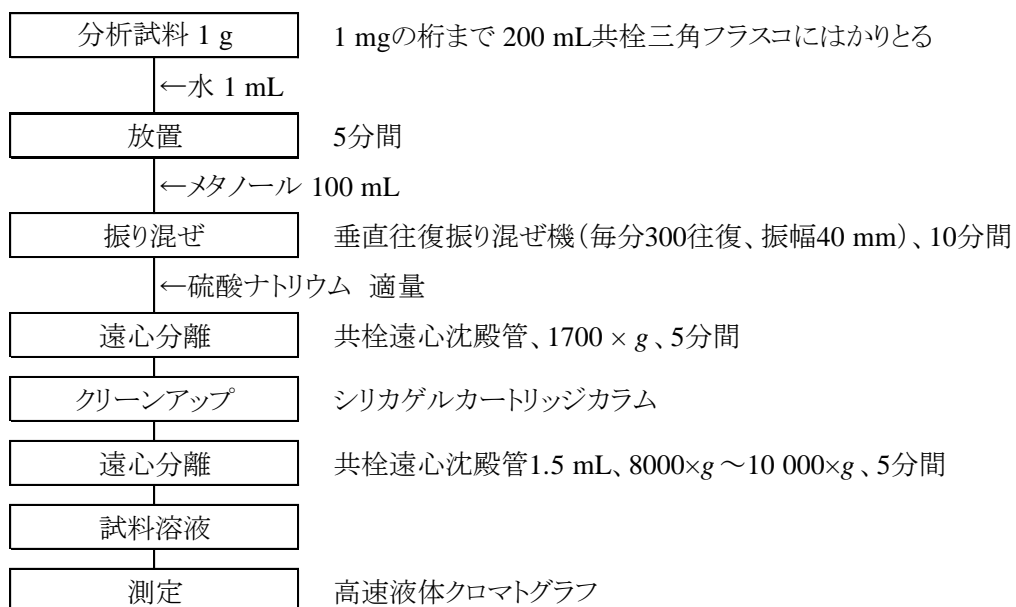 分析試料 1 g 1 mgの桁まで 200 mL共栓三角フラスコにはかりとる
←水 1 mL
放置 5分間
←メタノール 100 mL
振り混ぜ 垂直往復振り混ぜ機（毎分300往復、振幅40 mm）、10分間
←硫酸ナトリウム 適量
遠心分離 共栓遠心沈殿管、1700 × g 、5分間
クリーンアップ シリカゲルカートリッジカラム
遠心分離 共栓遠心沈殿管1.5 mL、8000×g ～10 000×g 、5分間
試料溶液
測定 高速液体クロマトグラフ